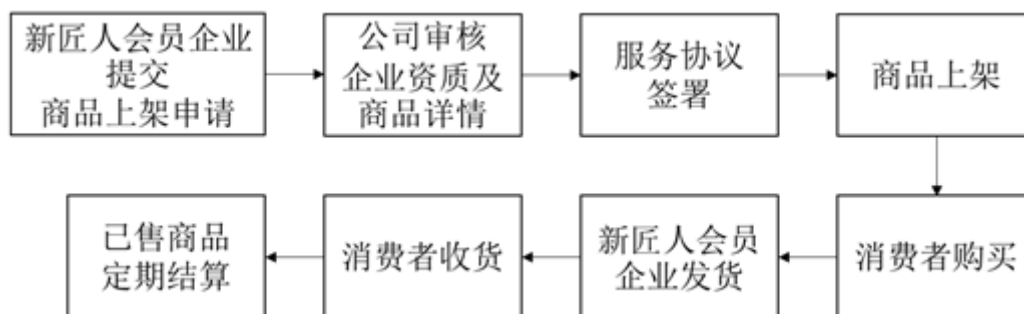 新匠人会员企业
提交
商品上架申请
公司审核
企业资质及
商品详情
服务协议
签署
商品上架
消费者购买
新匠人会员
企业发货
消费者收货
已售商品
定期结算